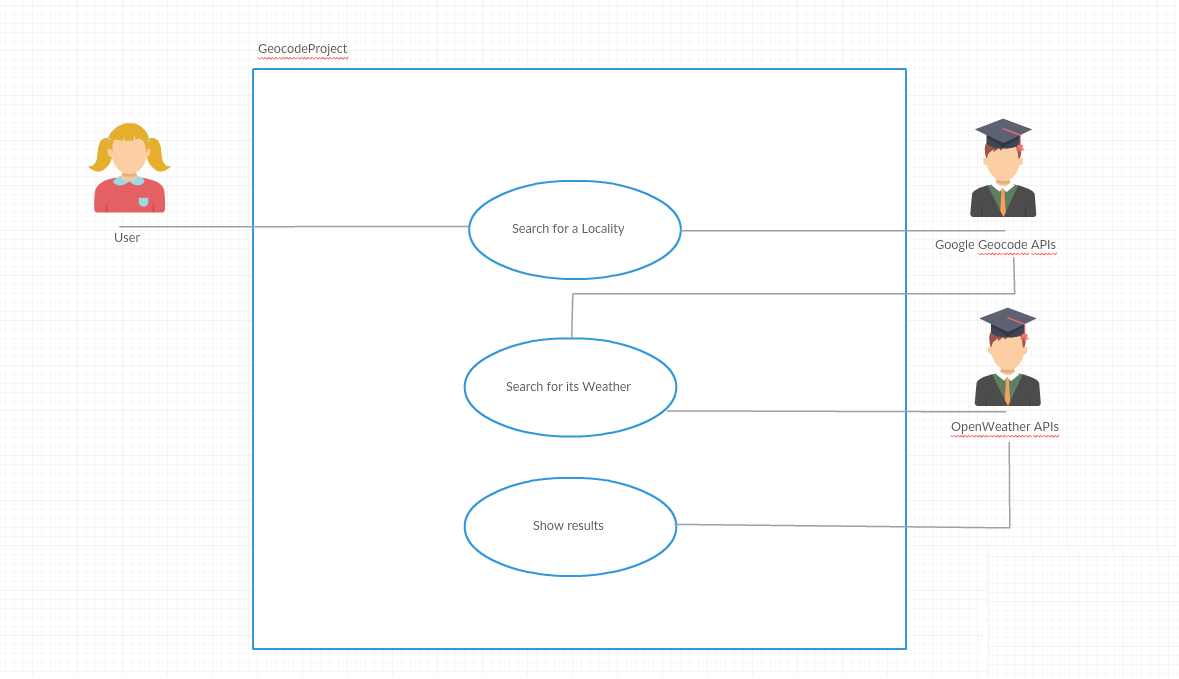 GeocodeProject
User
Search for a Locality
Google Geocode APIs
Search for its Weather
OpenWeather APIs
Show results